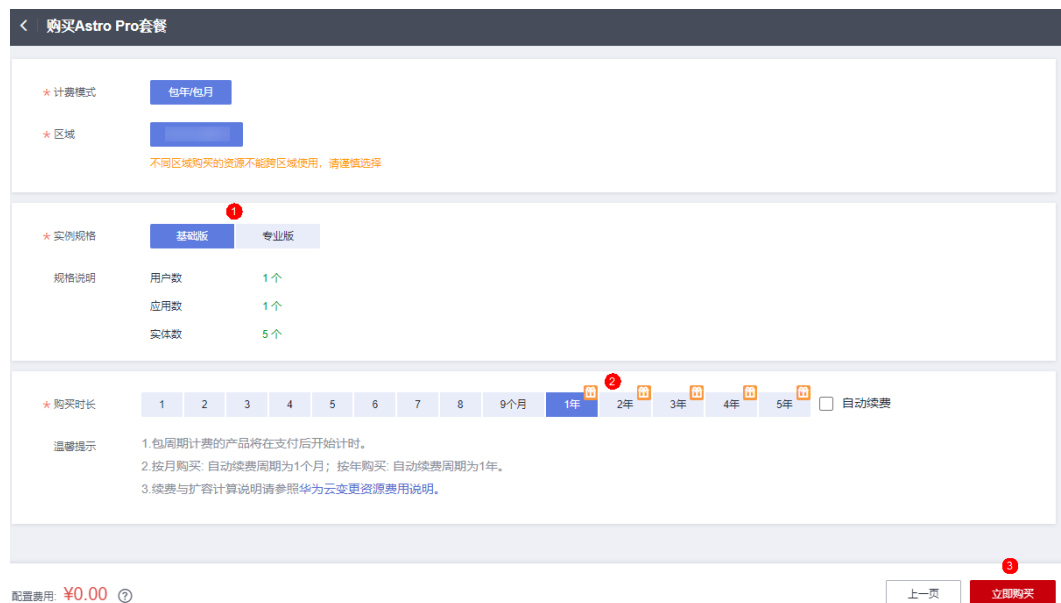 购买Astro Pro套餐
* 计费模式 包年/包月
* 区域
不同区域购买的资源不能跨区域使用，请谨慎选择
1
* 实例规格 基础版 专业版
规格说明 用户数 1 个
应用数 1 个
实体数 5 个
2
* 购买时长 1 2 3 4 5 6 7 8 9个月 1年 2年 3年 4年 5年 自动续费
温馨提示 1.包周期计费的产品将在支付后开始计时。
2.按月购买: 自动续费周期为1个月；按年购买: 自动续费周期为1年。
3.续费与扩容计算说明请参照华为云变更资源费用说明。
3
配置费用: ¥0.00 ? 上一页 立即购买